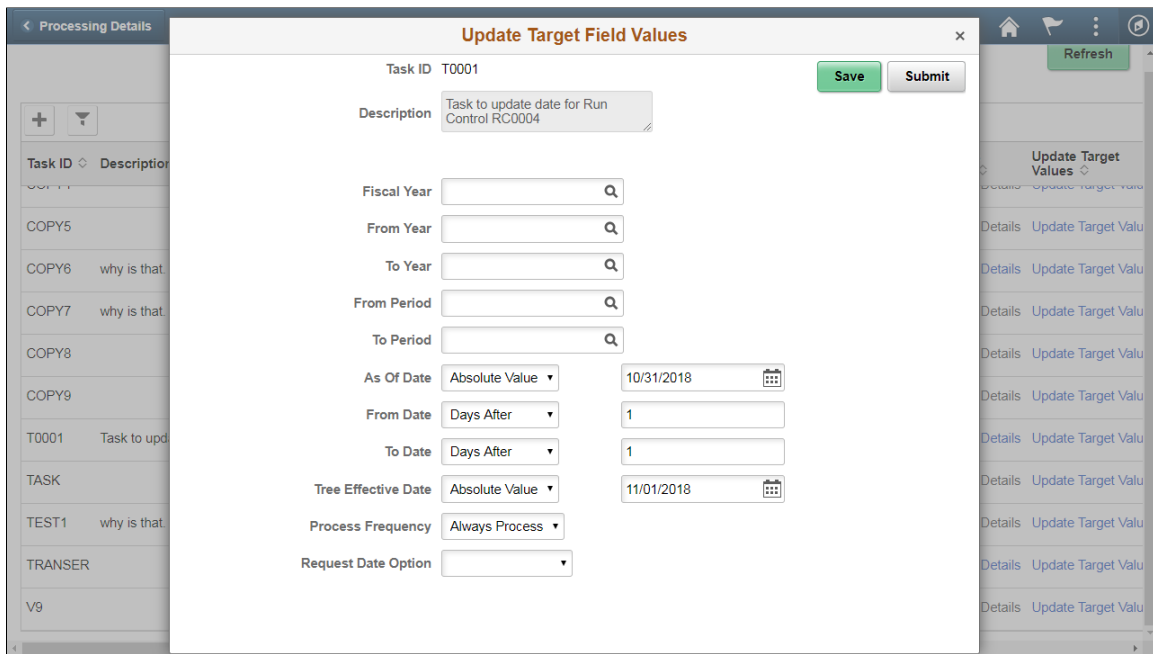 Processing Details
Update Target Field Values
×
Refresh
Task ID T0001
Save
Submit
Description
Task to update date for Run
Control RC0004
Task ID
Description
Update Target
Values
Fiscal Year
From Year
To Year
From Period
To Period
As Of Date Absolute Value 10/31/2018
From Date Days After 1
To Date Days After 1
Tree Effective Date Absolute Value 11/01/2018
Process Frequency Always Process
Request Date Option
Details Update Target Valu
COPY5 Details Update Target Valu
COPY6 why is that. Details Update Target Valu
COPY7 why is that. Details Update Target Valu
COPY8 Details Update Target Valu
COPY9 Details Update Target Valu
T0001 Task to upd Details Update Target Valu
TASK Details Update Target Valu
TEST1 why is that. Details Update Target Valu
TRANSER Details Update Target Valu
V9 Details Update Target Valu